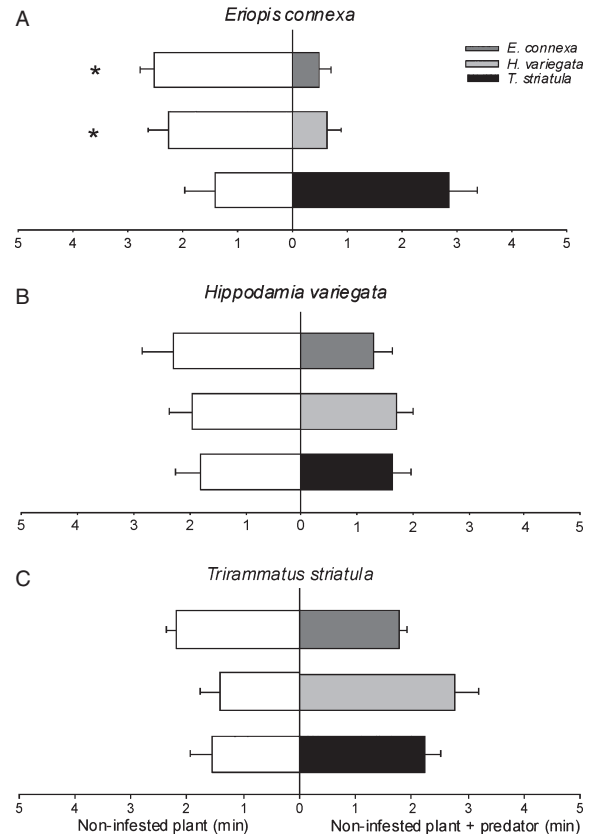 A
Eriopis connexa
E. connexa
H. variegata
T. striatula
*
*
5 4 3 2 1 0 1 2 3 4 5
B
Hippodamia variegata
5 4 3 2 1 0 1 2 3 4 5
C
Trirammatus striatula
5 4 3 2 1 0 1 2 3 4 5
Non-infested plant (min) Non-infested plant + predator (min)